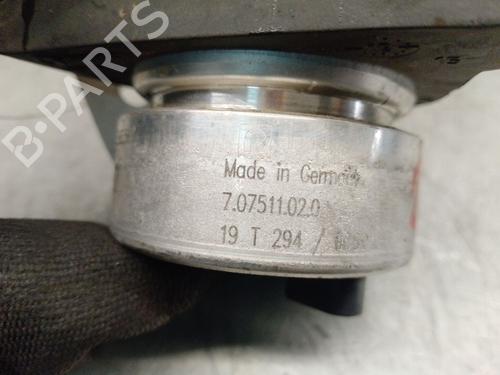 B-PARTS
Made in Germany
7.07511.02.0
19 T 294 /